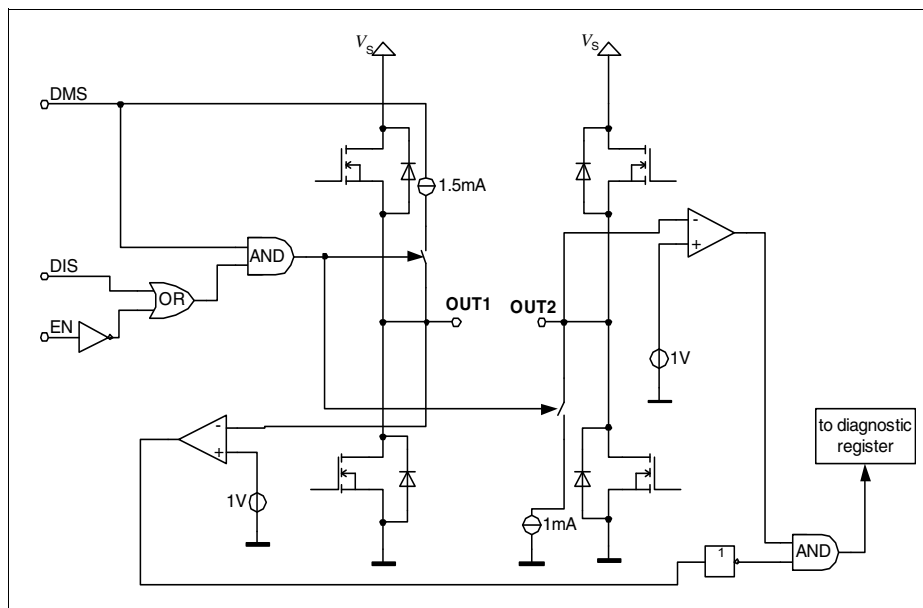 V_S
V_S
DMS
1.5mA
AND
DIS
OR
OUT1
OUT2
EN
-
+
1V
-
+
1V
to diagnostic
register
1mA
1
AND